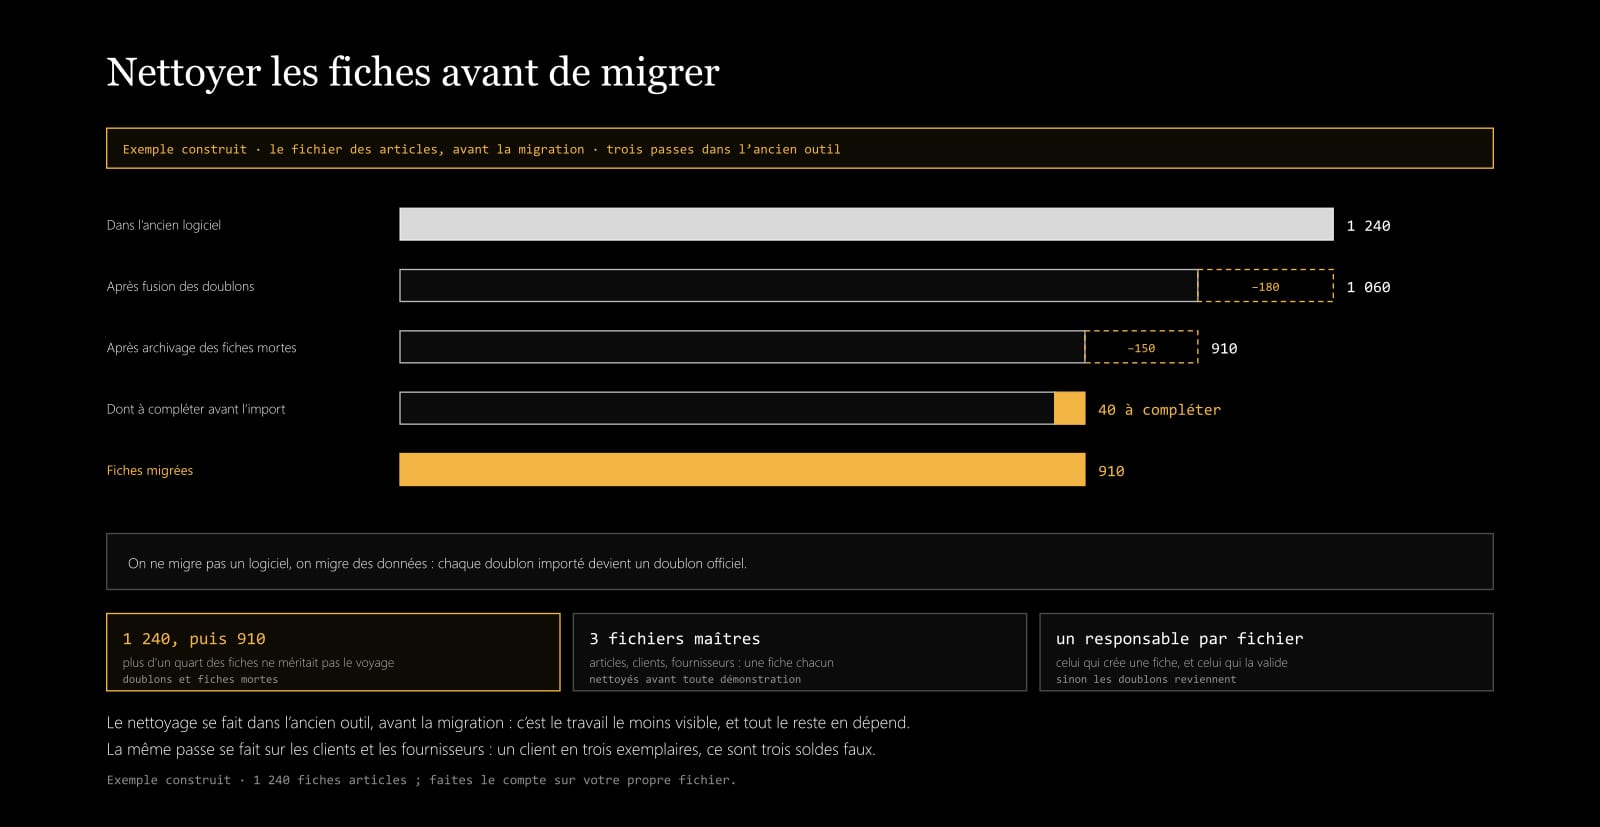 Nettoyer les fiches avant de migrer
Exemple construit · le fichier des articles, avant la migration · trois passes dans l’ancien outil
Dans l’ancien logiciel
1 240
Après fusion des doublons
−180
1 060
Après archivage des fiches mortes
−150
910
Dont à compléter avant l’import
40 à compléter
Fiches migrées
910
On ne migre pas un logiciel, on migre des données : chaque doublon importé devient un doublon officiel.
1 240, puis 910
plus d’un quart des fiches ne méritait pas le voyage
doublons et fiches mortes
3 fichiers maîtres
articles, clients, fournisseurs : une fiche chacun
nettoyés avant toute démonstration
un responsable par fichier
celui qui crée une fiche, et celui qui la valide
sinon les doublons reviennent
Le nettoyage se fait dans l’ancien outil, avant la migration : c’est le travail le moins visible, et tout le reste en dépend.
La même passe se fait sur les clients et les fournisseurs : un client en trois exemplaires, ce sont trois soldes faux.
Exemple construit · 1 240 fiches articles ; faites le compte sur votre propre fichier.